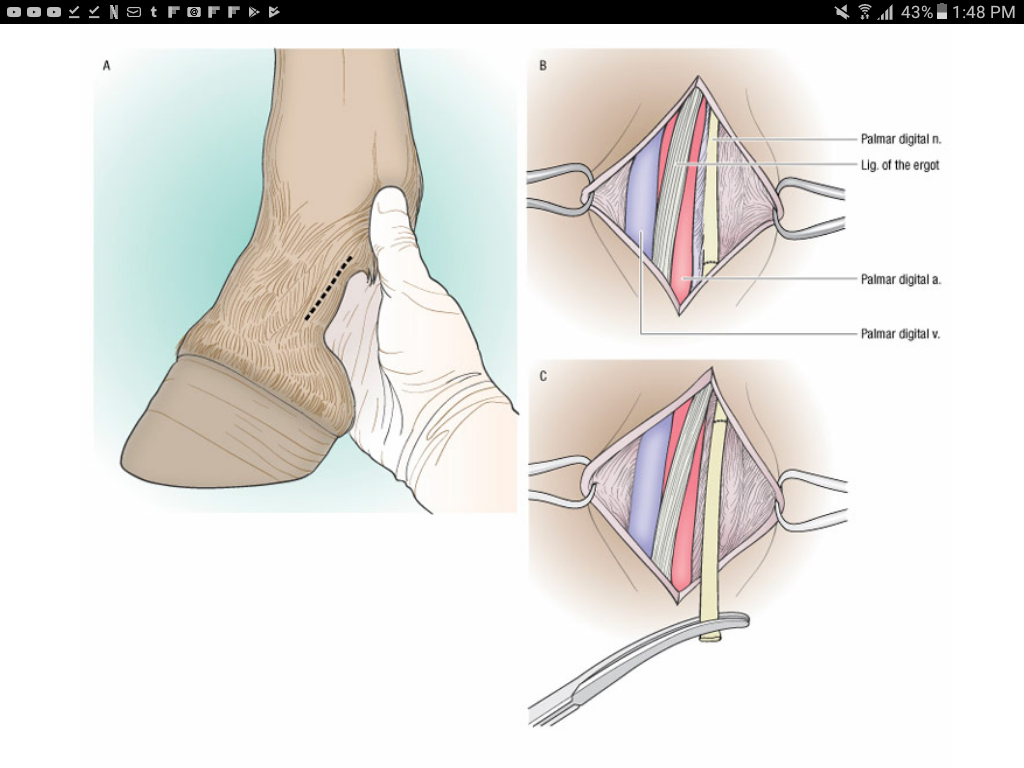 43% 1:48 PM
A
B
Palmar digital n.
Lig. of the ergot
Palmar digital a.
Palmar digital v.
C